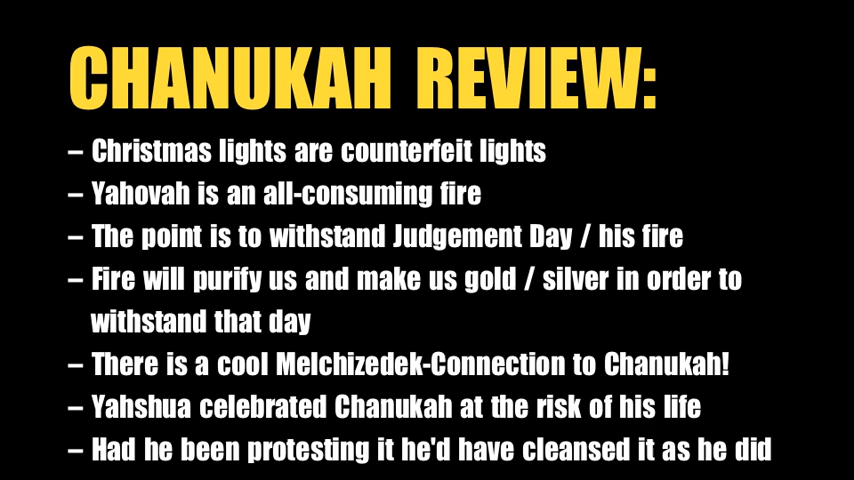 CHANUKAH REVIEW:
– Christmas lights are counterfeit lights
– Yahovah is an all-consuming fire
– The point is to withstand Judgement Day / his fire
– Fire will purify us and make us gold / silver in order to
withstand that day
– There is a cool Melchizedek-Connection to Chanukah!
– Yahshua celebrated Chanukah at the risk of his life
– Had he been protesting it he'd have cleansed it as he did